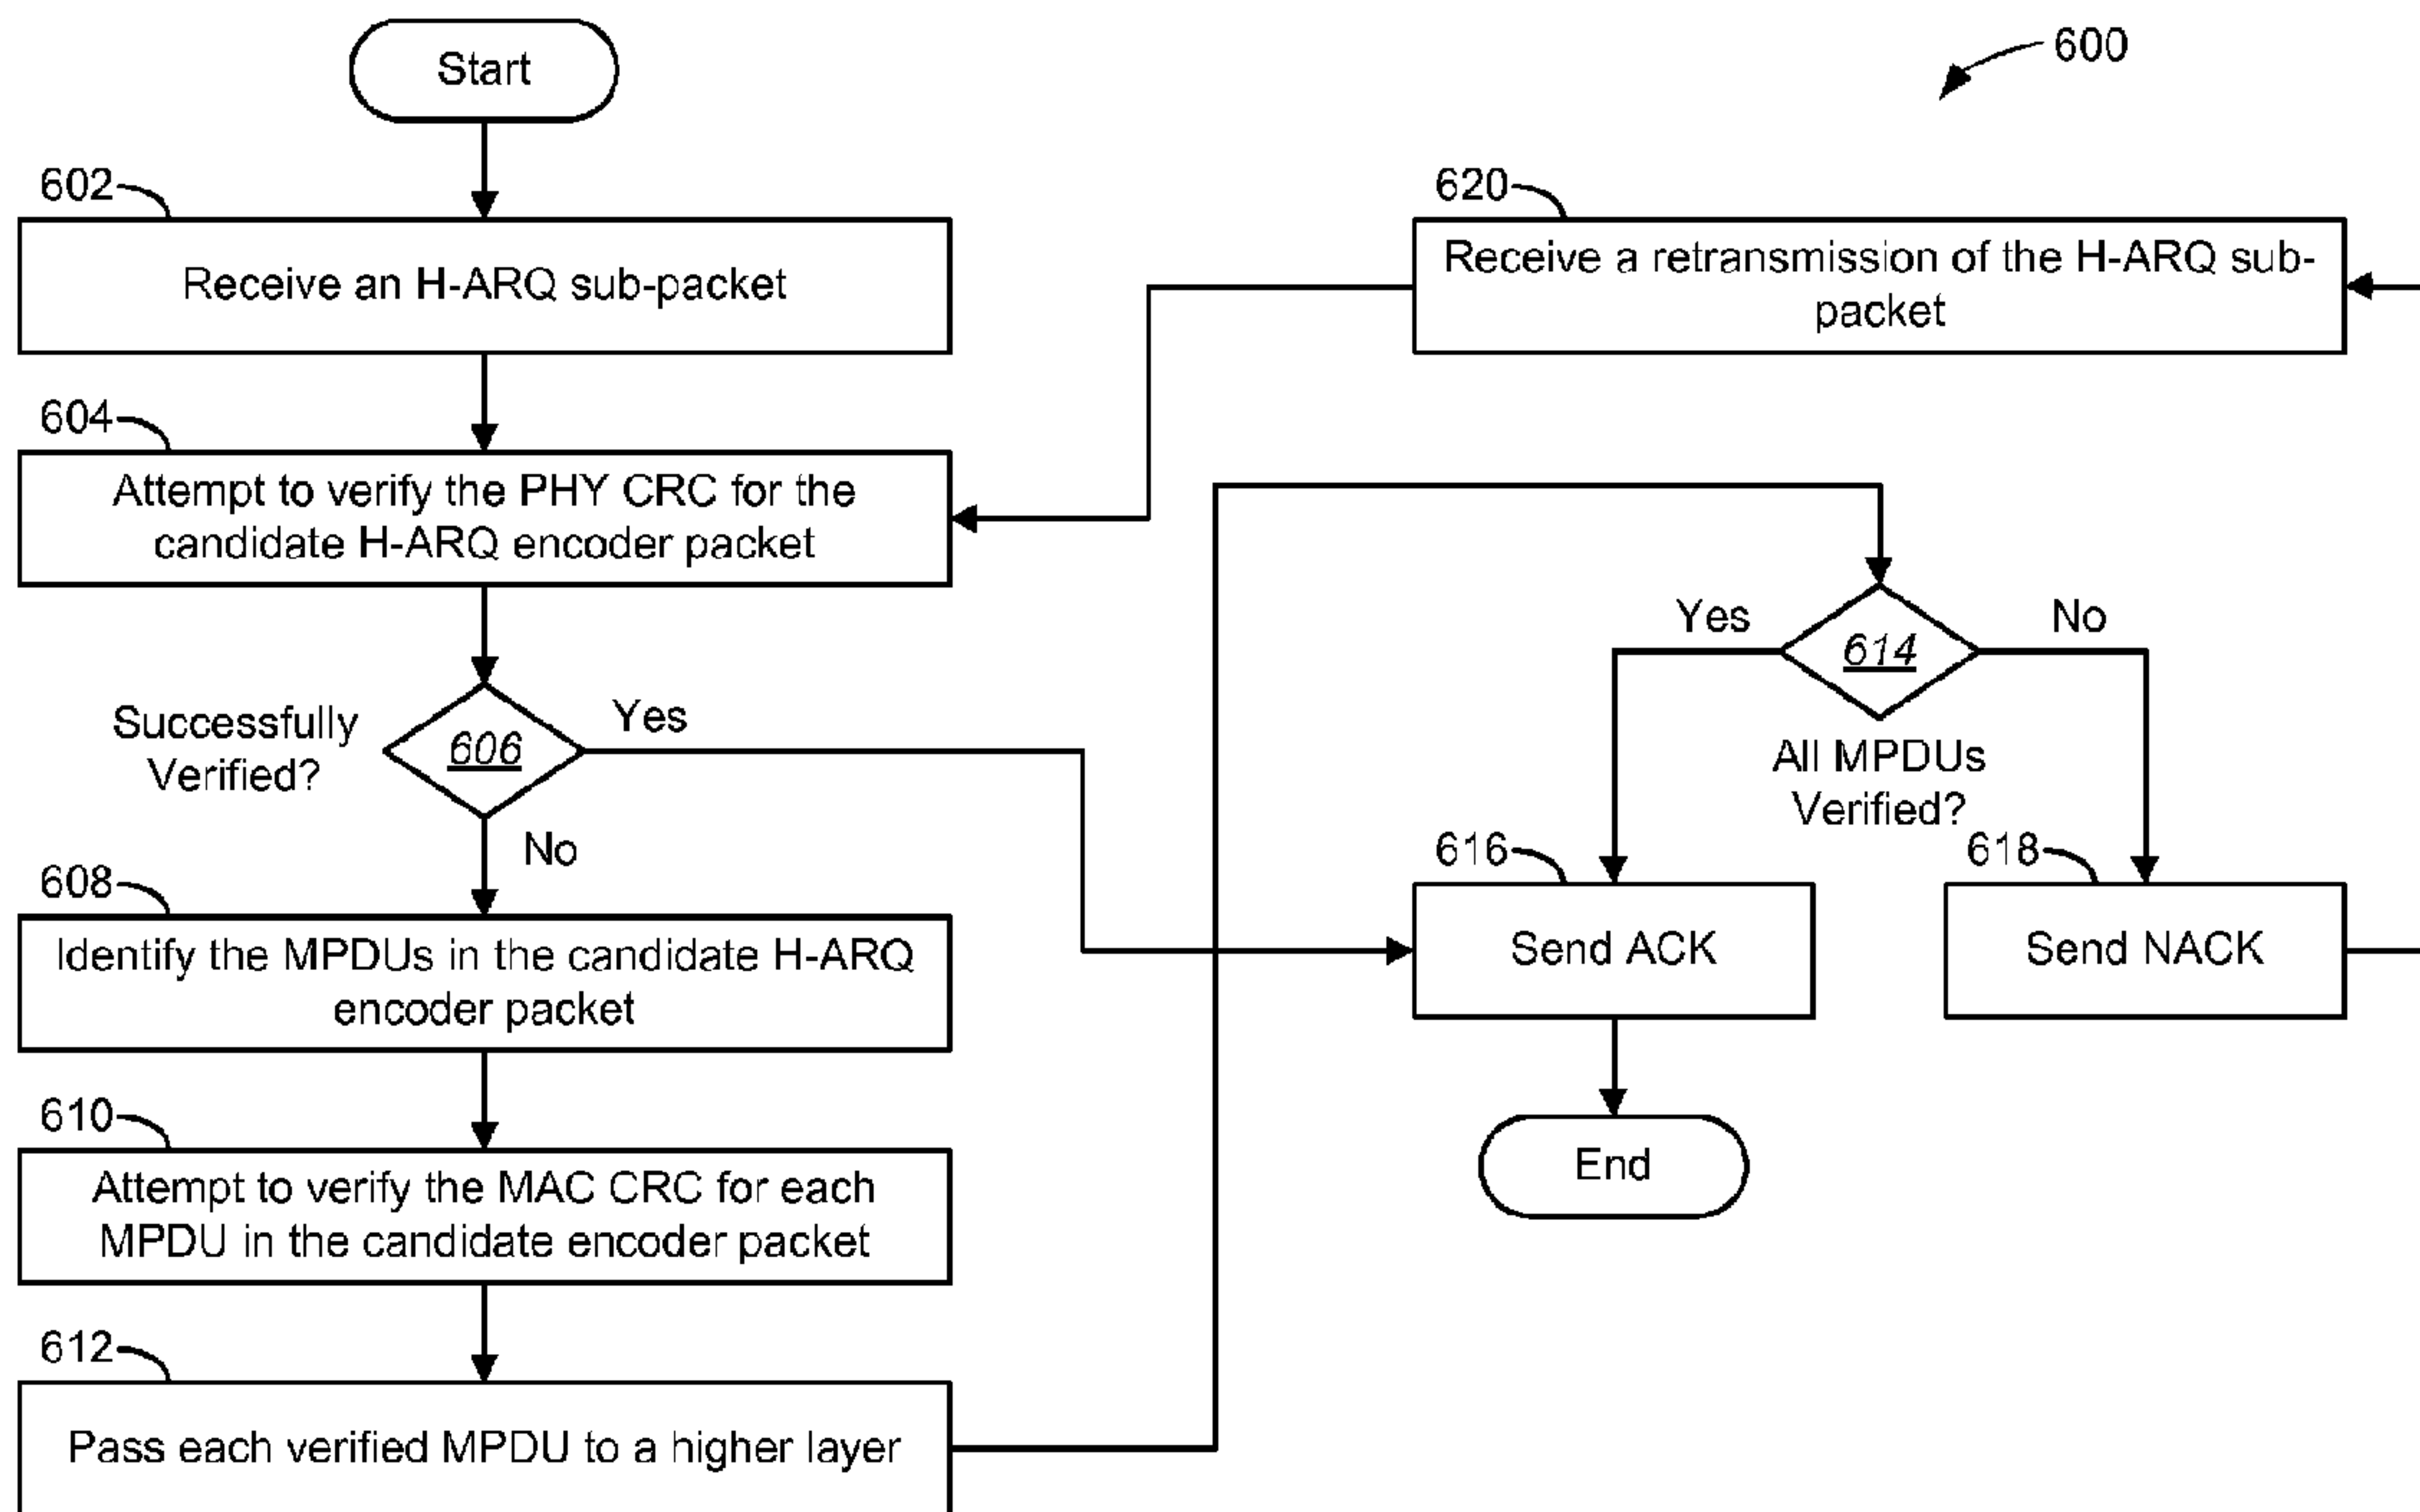 Start
600
602
Receive an H-ARQ sub-packet
620
Receive a retransmission of the H-ARQ sub-
packet
604
Attempt to verify the PHY CRC for the
candidate H-ARQ encoder packet
Successfully
Verified?
606
Yes
No
608
Identify the MPDUs in the candidate H-ARQ
encoder packet
610
Attempt to verify the MAC CRC for each
MPDU in the candidate encoder packet
612
Pass each verified MPDU to a higher layer
Yes
614
No
All MPDUs
Verified?
616
Send ACK
618
Send NACK
End